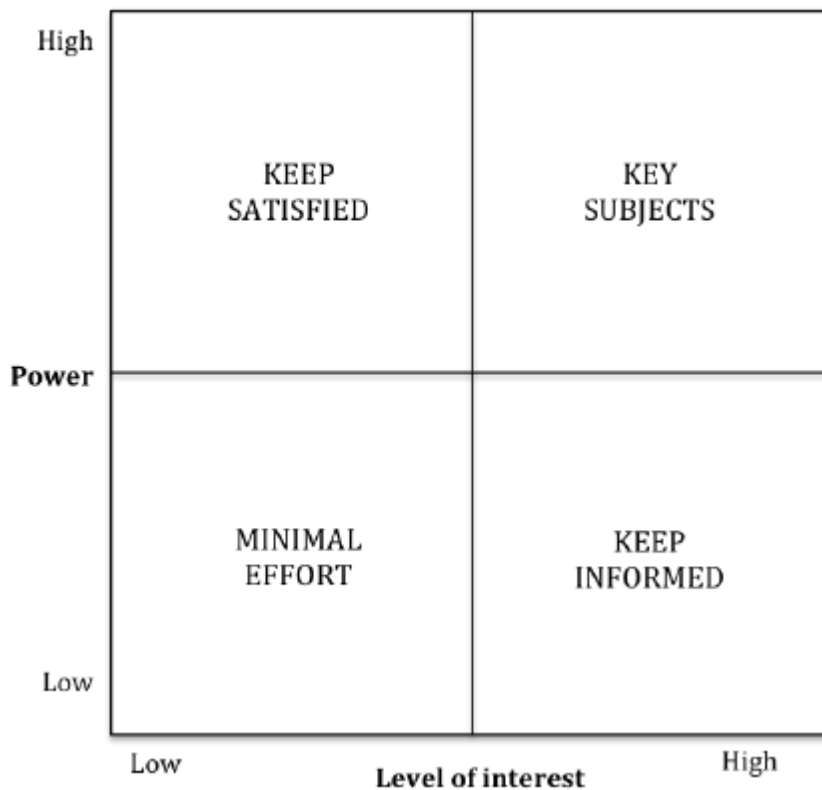 High
KEEP
SATISFIED
KEY
SUBJECTS
Power
MINIMAL
EFFORT
KEEP
INFORMED
Low
Low
Level of interest
High